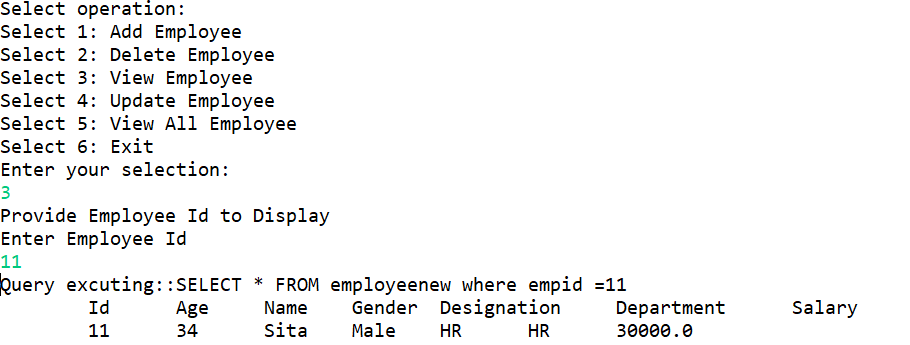 Select operation:
Select 1: Add Employee
Select 2: Delete Employee
Select 3: View Employee
Select 4: Update Employee
Select 5: View All Employee
Select 6: Exit
Enter your selection:
3
Provide Employee Id to Display
Enter Employee Id
11
Query excuting::SELECT * FROM employeenew where empid =11
Id Age Name Gender Designation Department Salary
11 34 Sita Male HR HR 30000.0